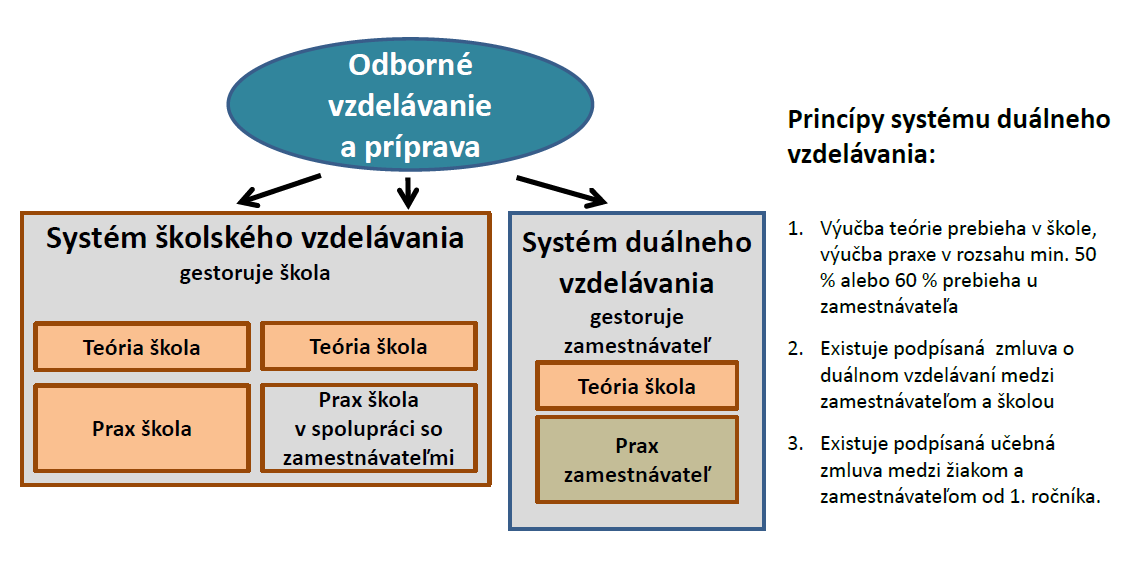 Odborné
vzdelávanie
a príprava
Systém školského vzdelávania
gestoruje škola
Teória škola
Teória škola
Prax škola
Prax škola
v spolupráci so
zamestnávateľmi
Systém duálneho
vzdelávania
gestoruje
zamestnávateľ
Teória škola
Prax
zamestnávateľ
Princípy systému duálneho
vzdelávania:
1. Výučba teórie prebieha v škole,
výučba praxe v rozsahu min. 50
% alebo 60 % prebieha u
zamestnávateľa
2. Existuje podpísaná zmluva o
duálnom vzdelávaní medzi
zamestnávateľom a školou
3. Existuje podpísaná učebná
zmluva medzi žiakom a
zamestnávateľom od 1. ročníka.